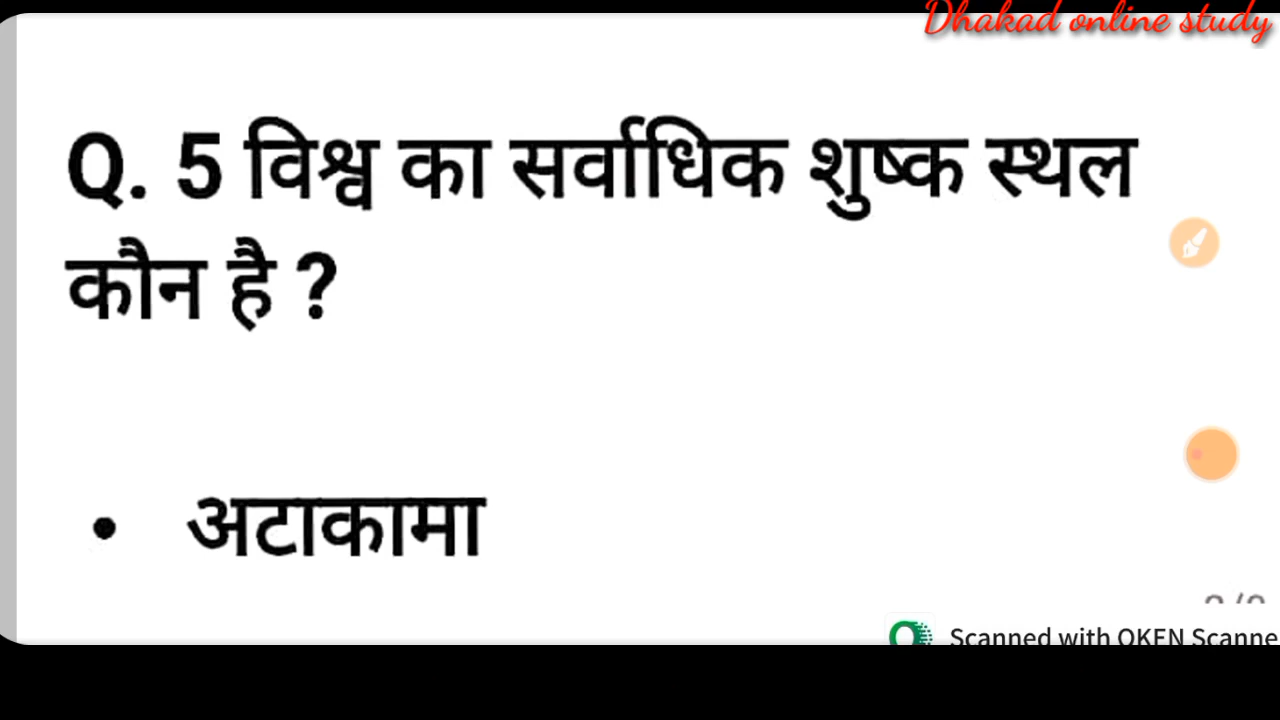 Dhakad online study
Q. 5 विश्व का सर्वाधिक शुष्क स्थल
कौन है ?
• अटाकामा
Scanned with OKEN Scanne